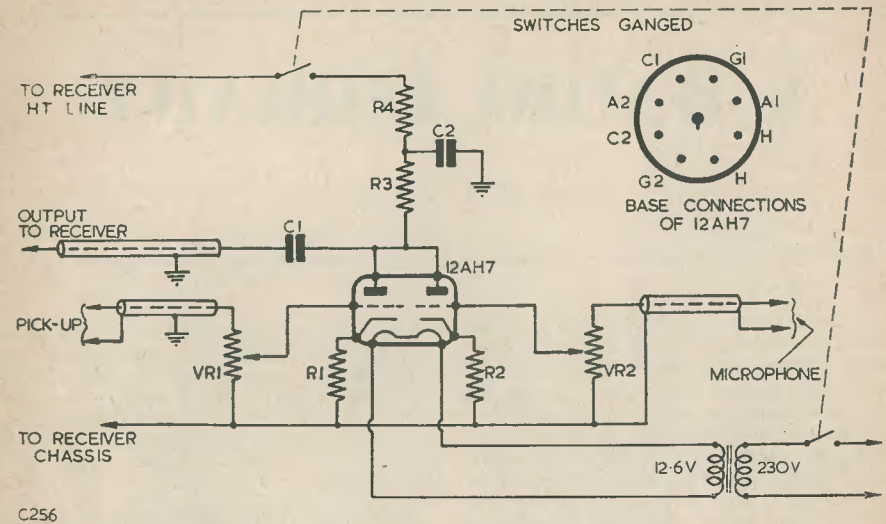 SWITCHES GANGED
C1
G1
A2
A1
C2
H
G2
H
BASE CONNECTIONS
OF 12AH7
TO RECEIVER
HT LINE
R4
C2
R3
OUTPUT
TO RECEIVER
C1
12AH7
PICK-UP
VR1
R1
R2
VR2
MICROPHONE
TO RECEIVER
CHASSIS
12·6V
230V
C256